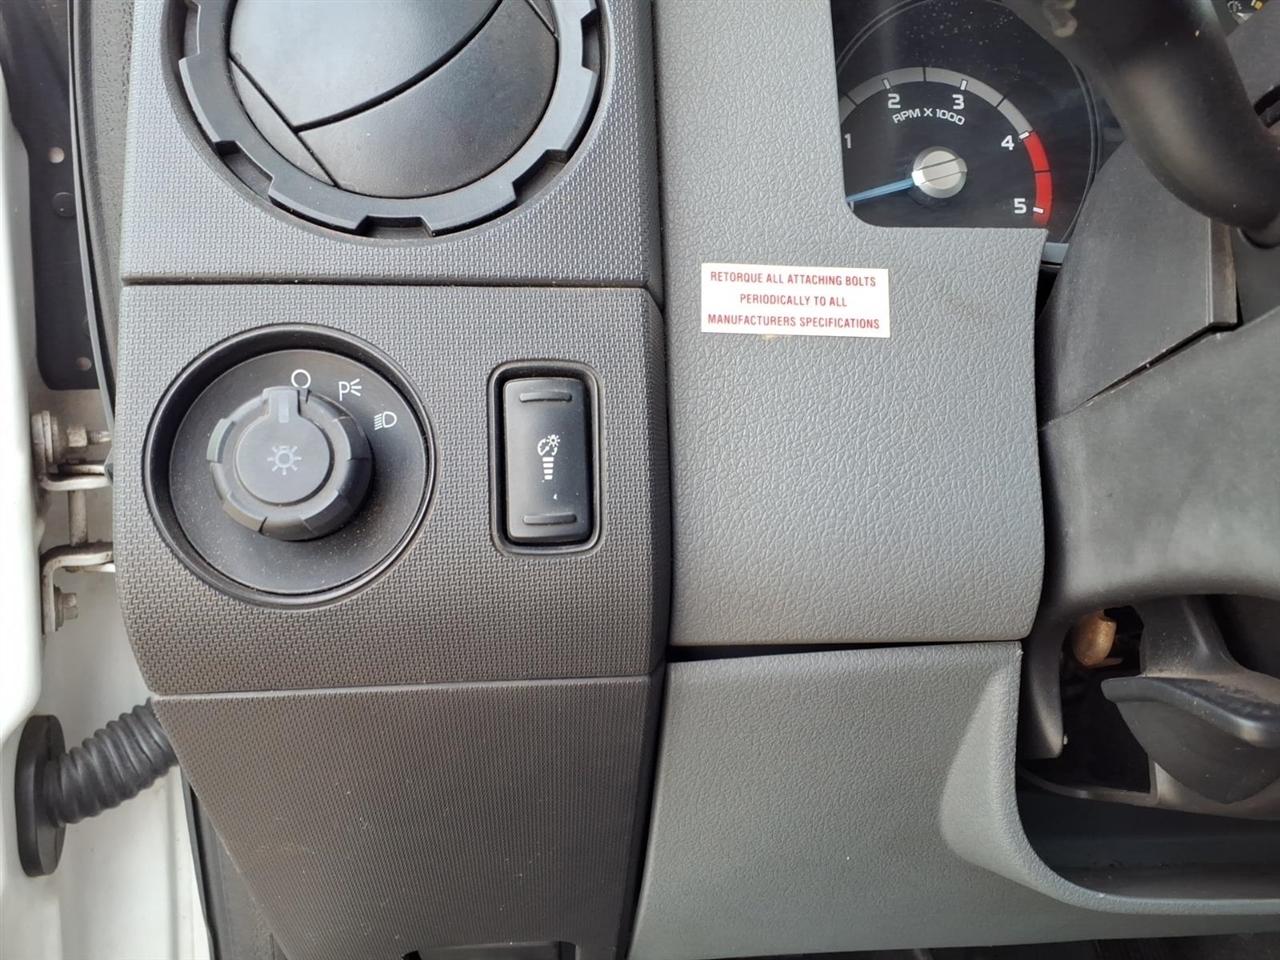 1 2 3 4 5
RPM X 1000
RETORQUE ALL ATTACHING BOLTS
PERIODICALLY TO ALL
MANUFACTURERS SPECIFICATIONS
P